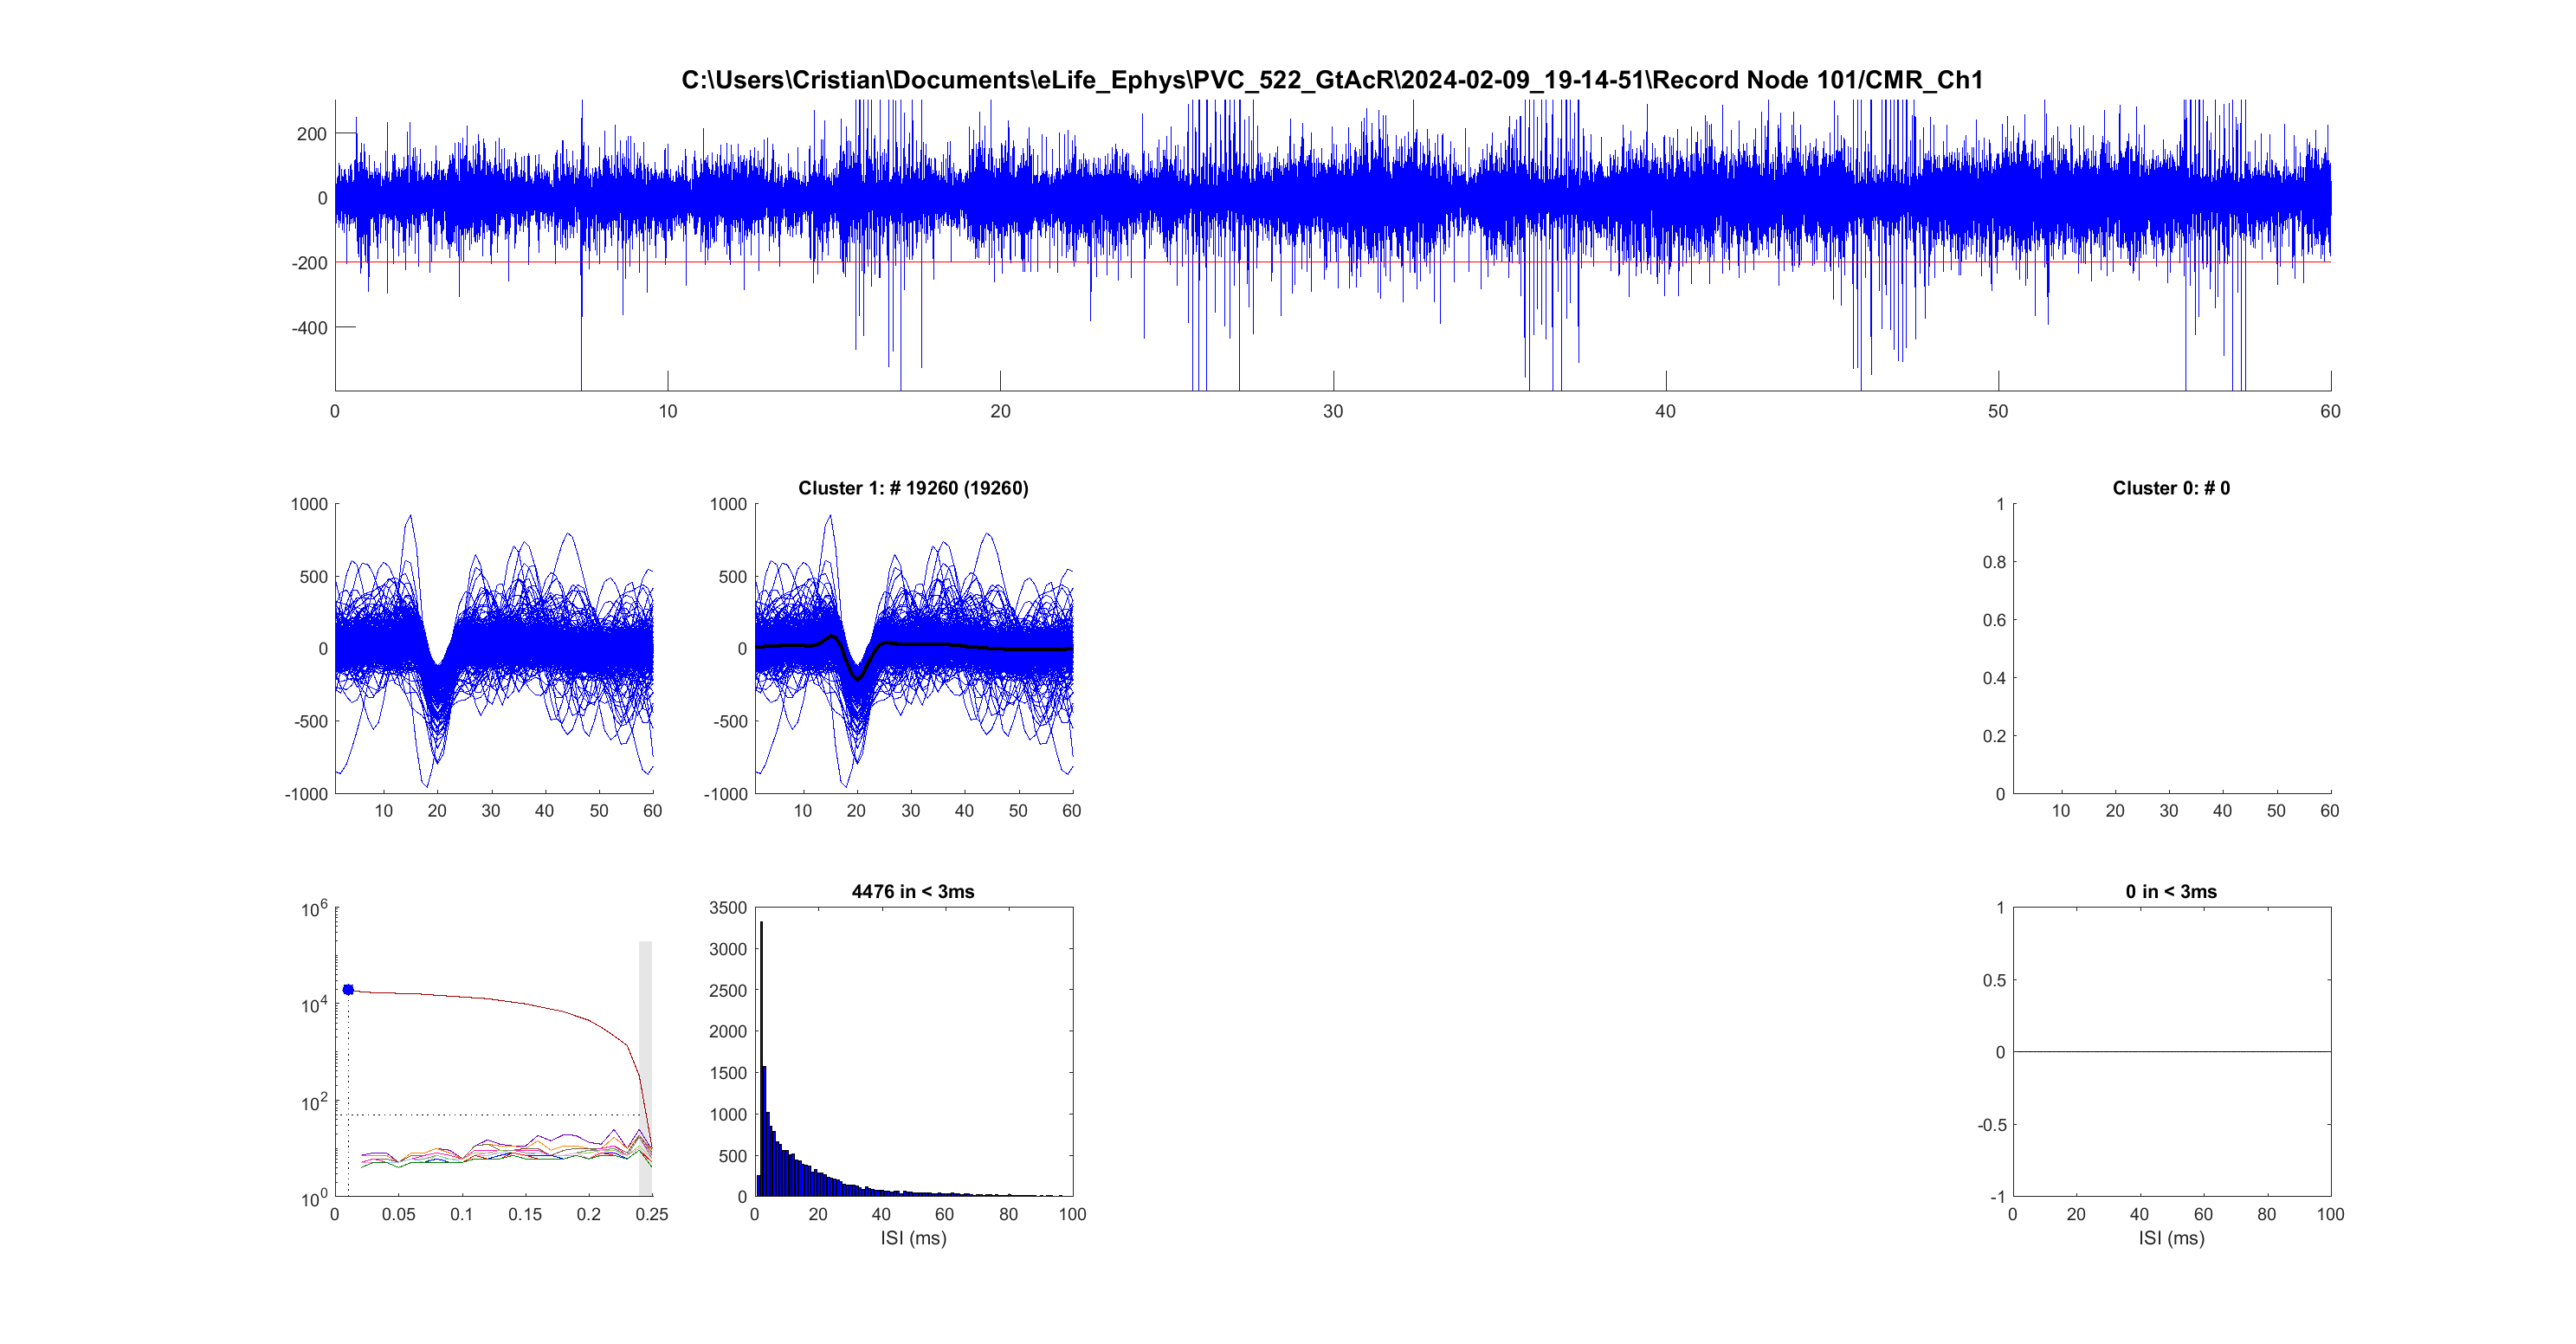 C:\Users\Cristian\Documents\eLife_Ephys\PVC_522_GtAcR\2024-02-09_19-14-51\Record Node 101/CMR_Ch1
200
0
-200
-400
0 10 20 30 40 50 60
Cluster 1: # 19260 (19260)
Cluster 0: # 0
1000
500
0
-500
-1000
10 20 30 40 50 60
1000
500
0
-500
-1000
10 20 30 40 50 60
1
0.8
0.6
0.4
0.2
0
10 20 30 40 50 60
4476 in < 3ms
0 in < 3ms
10^6
10^4
10^2
10^0
0 0.05 0.1 0.15 0.2 0.25
3500
3000
2500
2000
1500
1000
500
0
0 20 40 60 80 100
ISI (ms)
1
0.5
0
-0.5
-1
0 20 40 60 80 100
ISI (ms)